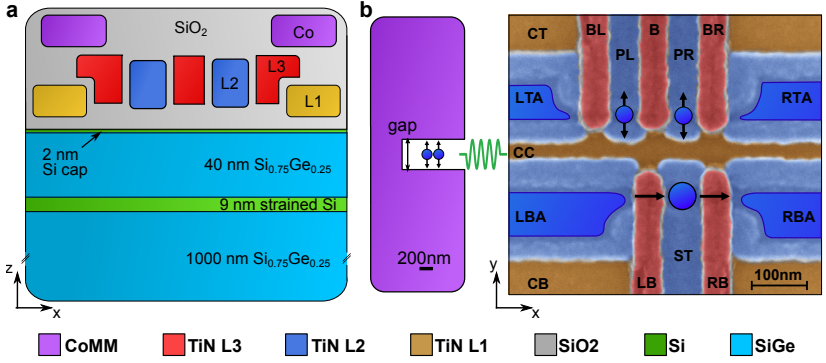 a
SiO₂
Co
L3
L2
L1
2 nm
Si cap
40 nm Si₀.₇₅Ge₀.₂₅
9 nm strained Si
1000 nm Si₀.₇₅Ge₀.₂₅
z
x
b
gap
200nm
BL
B
BR
CT
PL
PR
LTA
RTA
CC
LBA
RBA
ST
CB
LB
RB
100nm
y
x
CoMM
TiN L3
TiN L2
TiN L1
SiO2
Si
SiGe